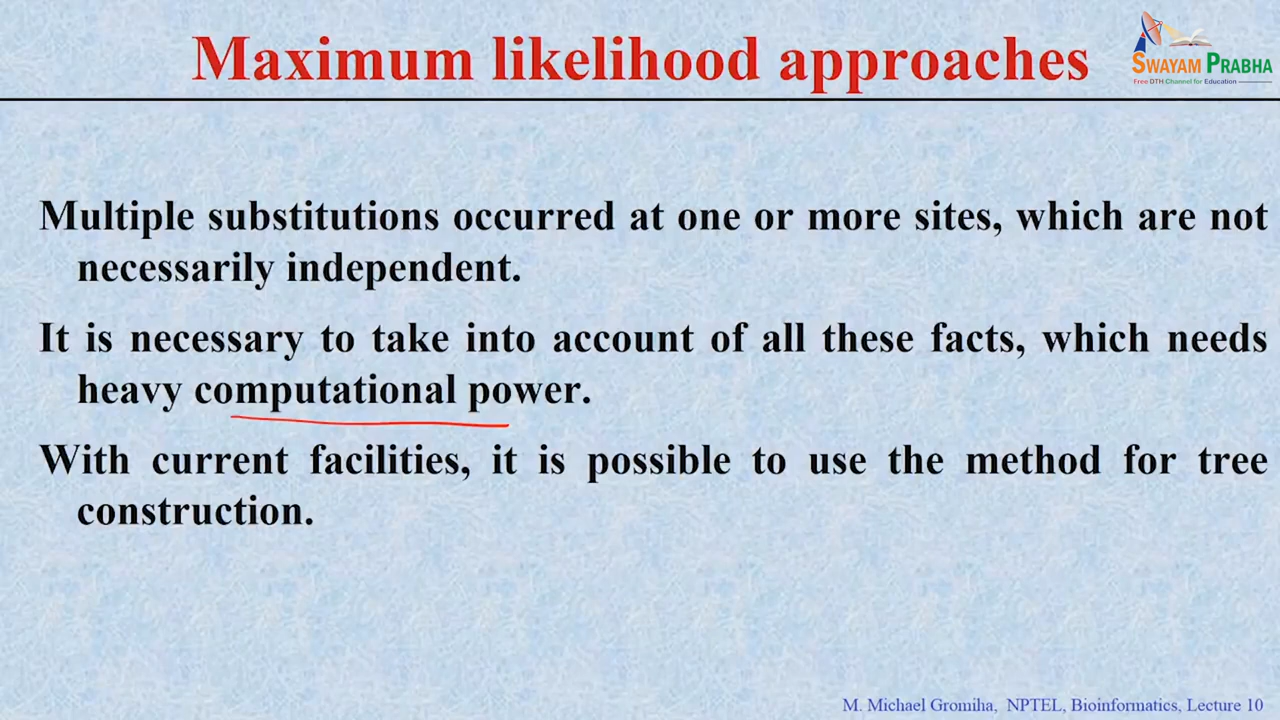 Maximum likelihood approaches
SWAYAM PRABHA
Free DTH Channel for Education
Multiple substitutions occurred at one or more sites, which are not
necessarily independent.
It is necessary to take into account of all these facts, which needs
heavy computational power.
With current facilities, it is possible to use the method for tree
construction.
M. Michael Gromiha, NPTEL, Bioinformatics, Lecture 10